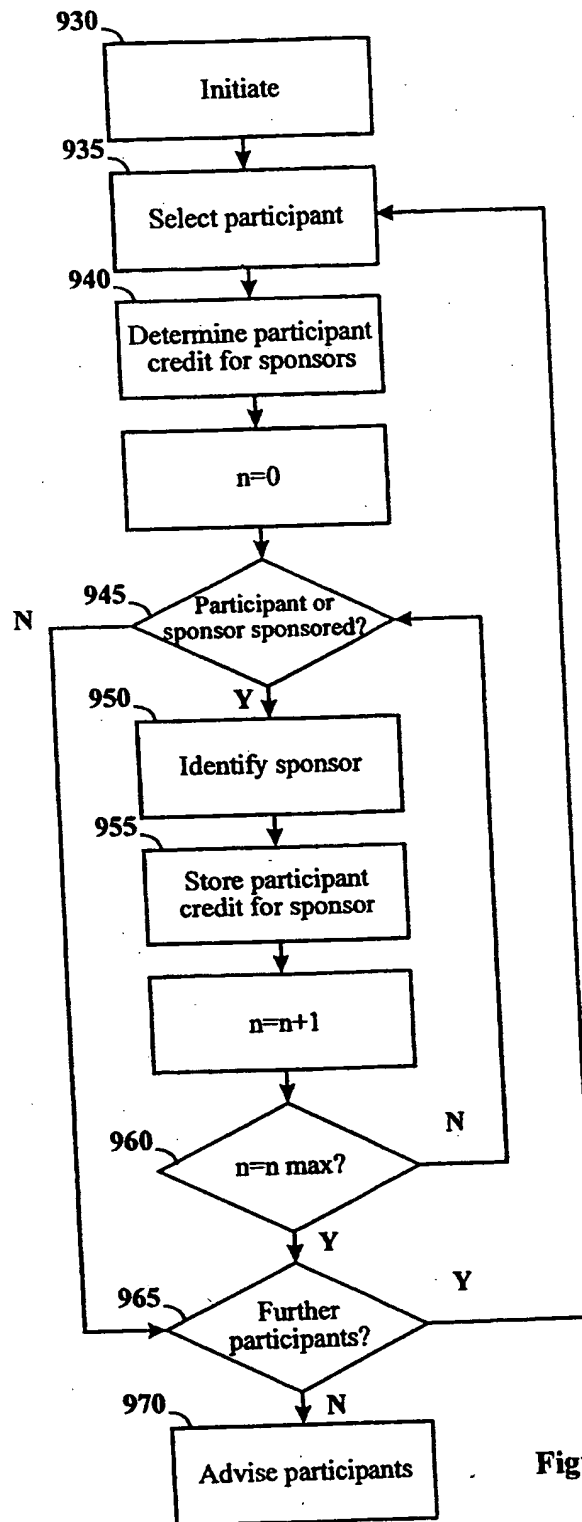 930
Initiate
935
Select participant
940
Determine participant
credit for sponsors
n=0
945
N
Participant or
sponsor sponsored?
Y
950
Identify sponsor
955
Store participant
credit for sponsor
n=n+1
960
n=n max?
N
Y
965
Further
participants?
Y
N
970
Advise participants
Fig